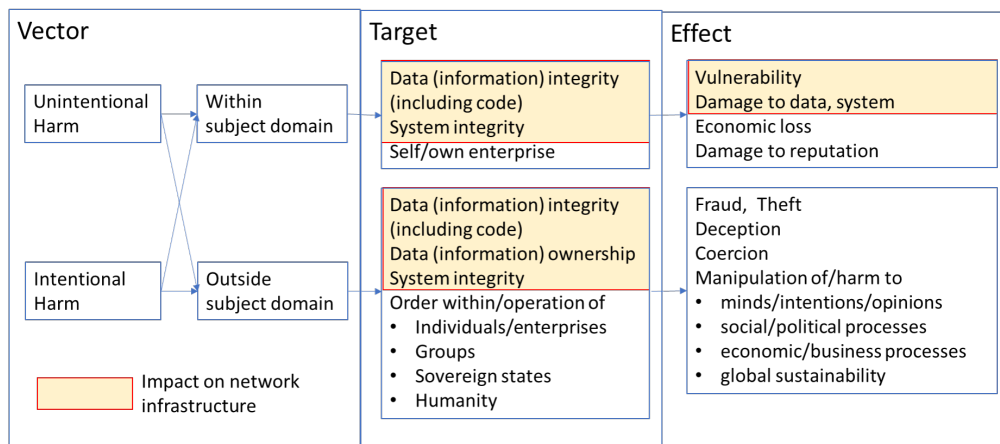 Vector
Unintentional
Harm
Within
subject domain
Intentional
Harm
Outside
subject domain
Impact on network
infrastructure
Target
Data (information) integrity
(including code)
System integrity
Self/own enterprise
Data (information) integrity
(including code)
Data (information) ownership
System integrity
Order within/operation of
• Individuals/enterprises
• Groups
• Sovereign states
• Humanity
Effect
Vulnerability
Damage to data, system
Economic loss
Damage to reputation
Fraud, Theft
Deception
Coercion
Manipulation of/harm to
• minds/intentions/opinions
• social/political processes
• economic/business processes
• global sustainability